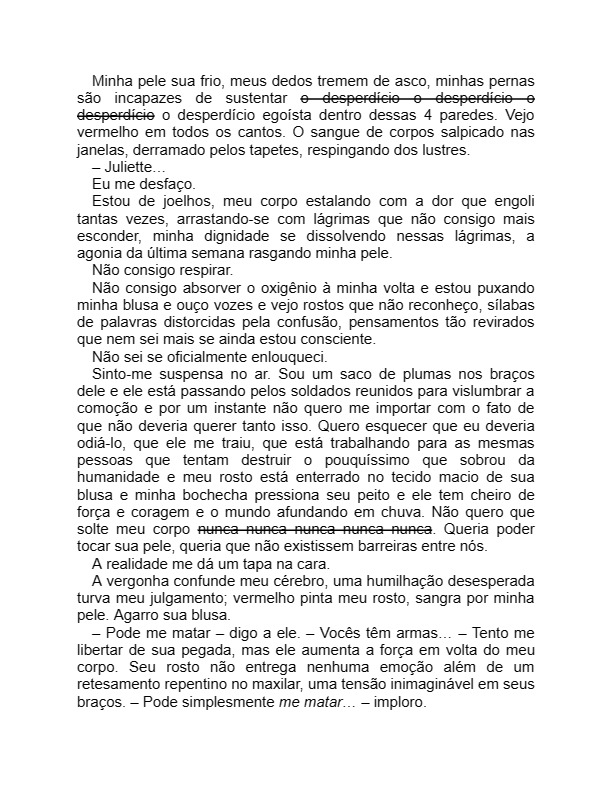 Minha pele sua frio, meus dedos tremem de asco, minhas pernas
são incapazes de sustentar o desperdício o desperdício o
desperdício o desperdício egoísta dentro dessas 4 paredes. Vejo
vermelho em todos os cantos. O sangue de corpos salpicado nas
janelas, derramado pelos tapetes, respingando dos lustres.
– Juliette…
Eu me desfaço.
Estou de joelhos, meu corpo estalando com a dor que engoli
tantas vezes, arrastando-se com lágrimas que não consigo mais
esconder, minha dignidade se dissolvendo nessas lágrimas, a
agonia da última semana rasgando minha pele.
Não consigo respirar.
Não consigo absorver o oxigênio à minha volta e estou puxando
minha blusa e ouço vozes e vejo rostos que não reconheço, sílabas
de palavras distorcidas pela confusão, pensamentos tão revirados
que nem sei mais se ainda estou consciente.
Não sei se oficialmente enlouqueci.
Sinto-me suspensa no ar. Sou um saco de plumas nos braços
dele e ele está passando pelos soldados reunidos para vislumbrar a
comoção e por um instante não quero me importar com o fato de
que não deveria querer tanto isso. Quero esquecer que eu deveria
odiá-lo, que ele me traiu, que está trabalhando para as mesmas
pessoas que tentam destruir o pouquíssimo que sobrou da
humanidade e meu rosto está enterrado no tecido macio de sua
blusa e minha bochecha pressiona seu peito e ele tem cheiro de
força e coragem e o mundo afundando em chuva. Não quero que
solte meu corpo nunca nunca nunca nunca nunca. Queria poder
tocar sua pele, queria que não existissem barreiras entre nós.
A realidade me dá um tapa na cara.
A vergonha confunde meu cérebro, uma humilhação desesperada
turva meu julgamento; vermelho pinta meu rosto, sangra por minha
pele. Agarro sua blusa.
– Pode me matar – digo a ele. – Vocês têm armas… – Tento me
libertar de sua pegada, mas ele aumenta a força em volta do meu
corpo. Seu rosto não entrega nenhuma emoção além de um
retesamento repentino no maxilar, uma tensão inimaginável em seus
braços. – Pode simplesmente me matar… – imploro.